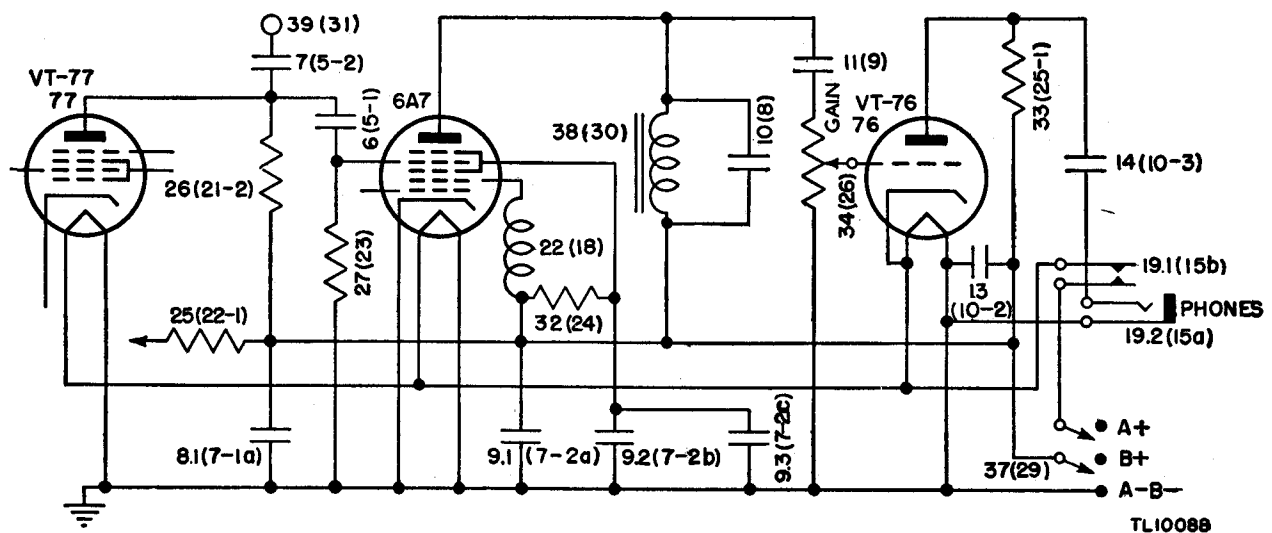 39 (31)
7(5-2)
VT-77
77
6(5-1)
6A7
26(21-2)
27(23)
25(22-1)
8.1(7-1a)
22(18)
32(24)
9.1 (7-2a)
9.2(7-2b)
9.3(7-2c)
38(30)
10(8)
11(9)
GAIN
34(26)
VT-76
76
33(25-1)
14(10-3)
13
(10-2)
19.1(15b)
PHONES
19.2(15a)
A+
B+
37(29)
A-B-
TL10088